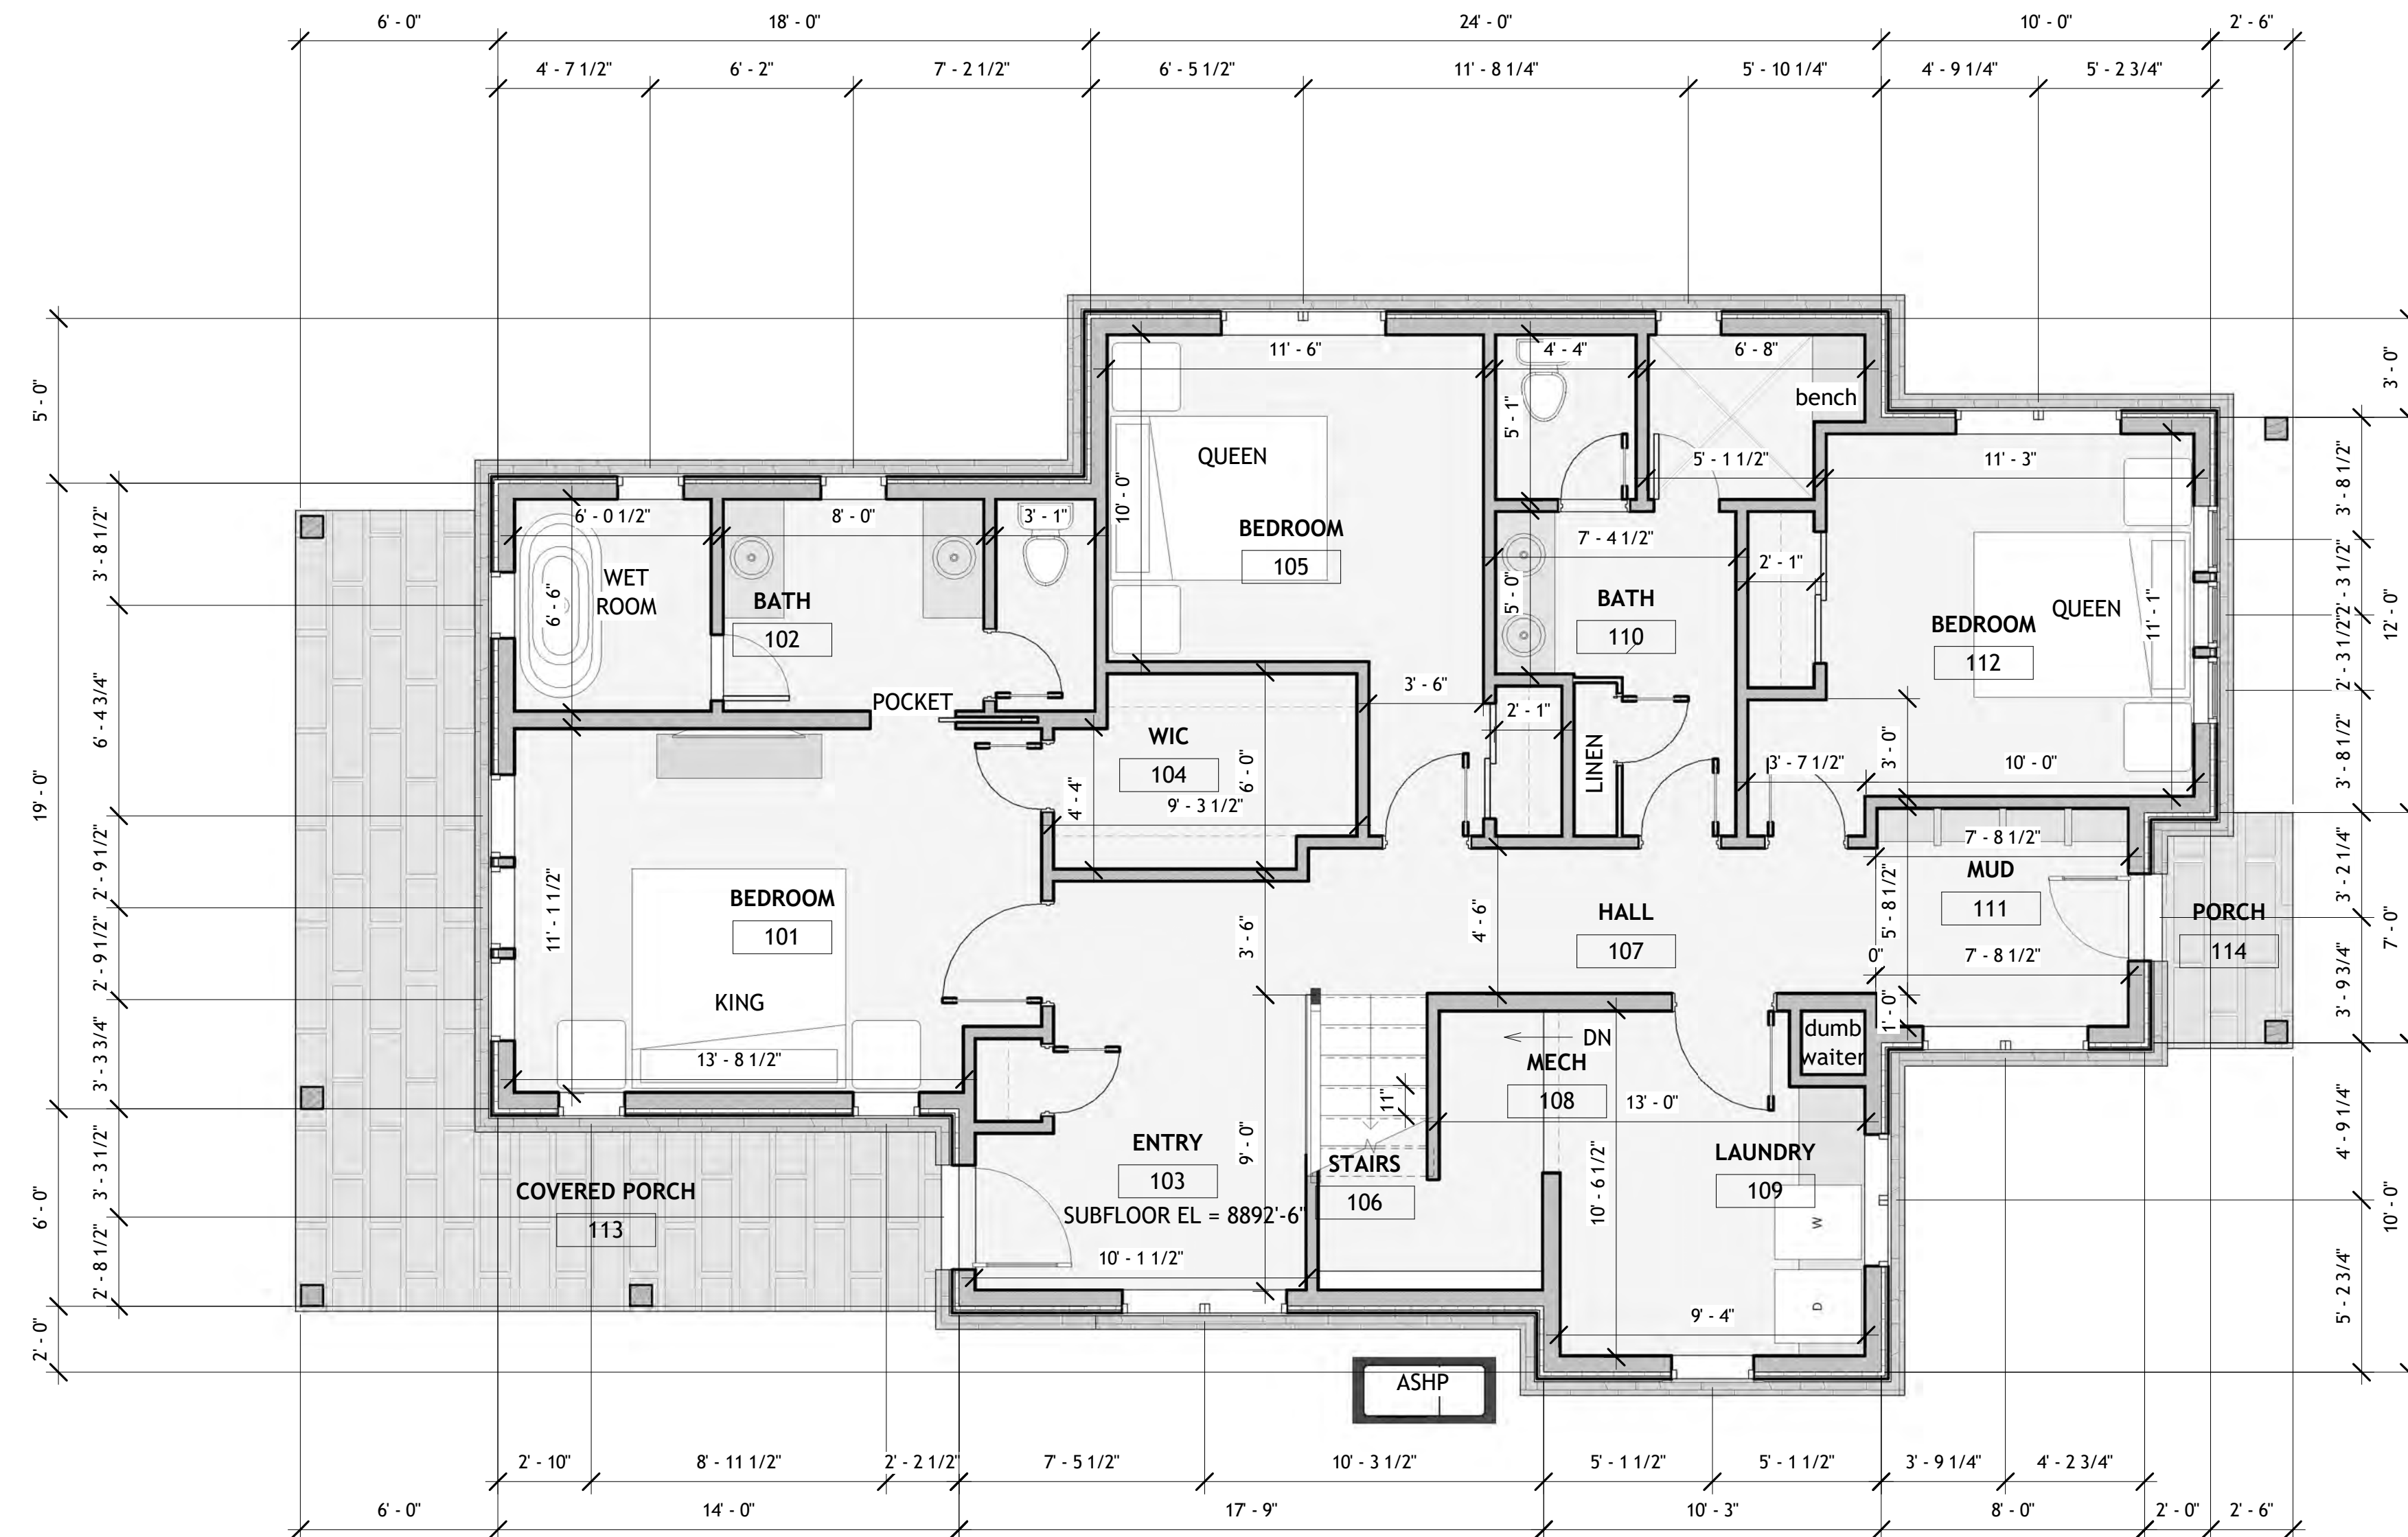 6' - 0" 18' - 0" 24' - 0" 10' - 0" 2' - 6"
4' - 7 1/2" 6' - 2" 7' - 2 1/2" 6' - 5 1/2" 11' - 8 1/4" 5' - 10 1/4" 4' - 9 1/4" 5' - 2 3/4"
5' - 0"
19' - 0"
6' - 0"
2' - 0"
3' - 8 1/2"
6' - 4 3/4"
2' - 9 1/2"
2' - 9 1/2"
3' - 3 3/4"
3' - 3 1/2"
2' - 8 1/2"
6' - 0 1/2"
6' - 6"
WET
ROOM
8' - 0"
BATH
102
3' - 1"
POCKET
11' - 6"
QUEEN
10' - 0"
BEDROOM
105
4' - 4"
5' - 1"
6' - 8"
bench
5' - 1 1/2"
7' - 4 1/2"
5' - 0"
BATH
110
2' - 1"
11' - 3"
QUEEN
BEDROOM
112
11' - 1"
3' - 6"
2' - 1"
LINEN
3' - 7 1/2"
3' - 0"
10' - 0"
WIC
104
9' - 3 1/2"
4' - 4"
6' - 0"
BEDROOM
101
11' - 1 1/2"
KING
13' - 8 1/2"
3' - 6"
4' - 6"
HALL
107
7' - 8 1/2"
MUD
111
5' - 8 1/2"
0"
7' - 8 1/2"
1' - 0"
PORCH
114
DN
MECH
108
11"
13' - 0"
dumb
waiter
ENTRY
103
SUBFLOOR EL = 8892'-6"
10' - 1 1/2"
9' - 0"
STAIRS
106
10' - 6 1/2"
LAUNDRY
109
W
D
9' - 4"
COVERED PORCH
113
ASHP
3' - 0"
12' - 0"
7' - 0"
10' - 0"
3' - 8 1/2"
2' - 3 1/2"
2' - 3 1/2"
3' - 8 1/2"
3' - 2 1/4"
3' - 9 3/4"
4' - 9 1/4"
5' - 2 3/4"
2' - 10" 8' - 11 1/2" 2' - 2 1/2" 7' - 5 1/2" 10' - 3 1/2" 5' - 1 1/2" 5' - 1 1/2" 3' - 9 1/4" 4' - 2 3/4"
6' - 0" 14' - 0" 17' - 9" 10' - 3" 8' - 0" 2' - 0" 2' - 6"